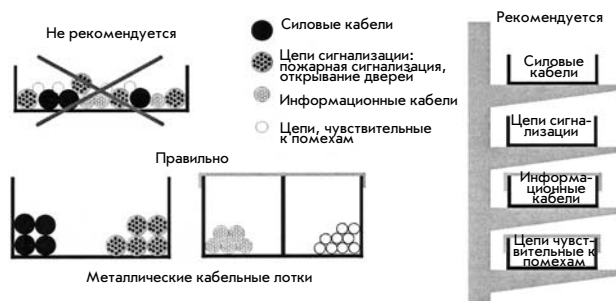 Не рекомендуется
Силовые кабели
Цепи сигнализации:
пожарная сигнализация,
открывание дверей
Информационные кабели
Цепи, чувствительные
к помехам
Правильно
Металлические кабельные лотки
Рекомендуется
Силовые
кабели
Цепи сигна-
лизации
Информа-
ционные
кабели
Цепи чувст-
вительные к
помехам